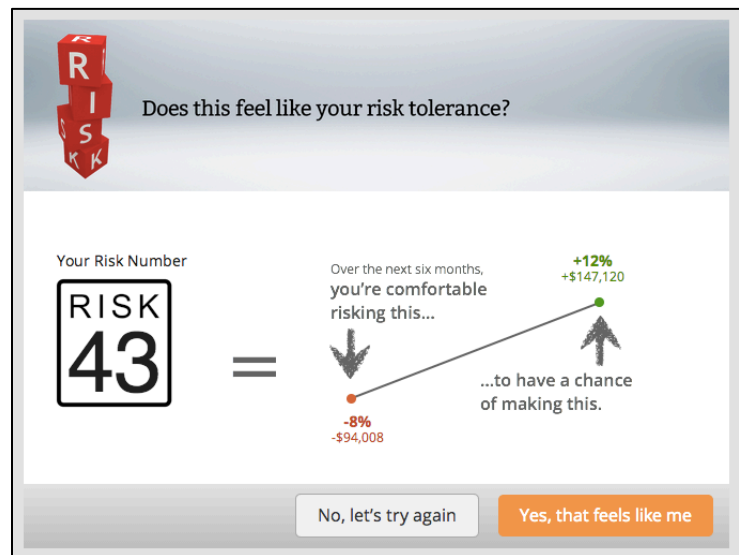 R
R
I
S
S
K
K
Does this feel like your risk tolerance?
Your Risk Number
RISK
43
=
Over the next six months,
you're comfortable
risking this...
-8%
-$94,008
+12%
+$147,120
...to have a chance
of making this.
No, let's try again
Yes, that feels like me